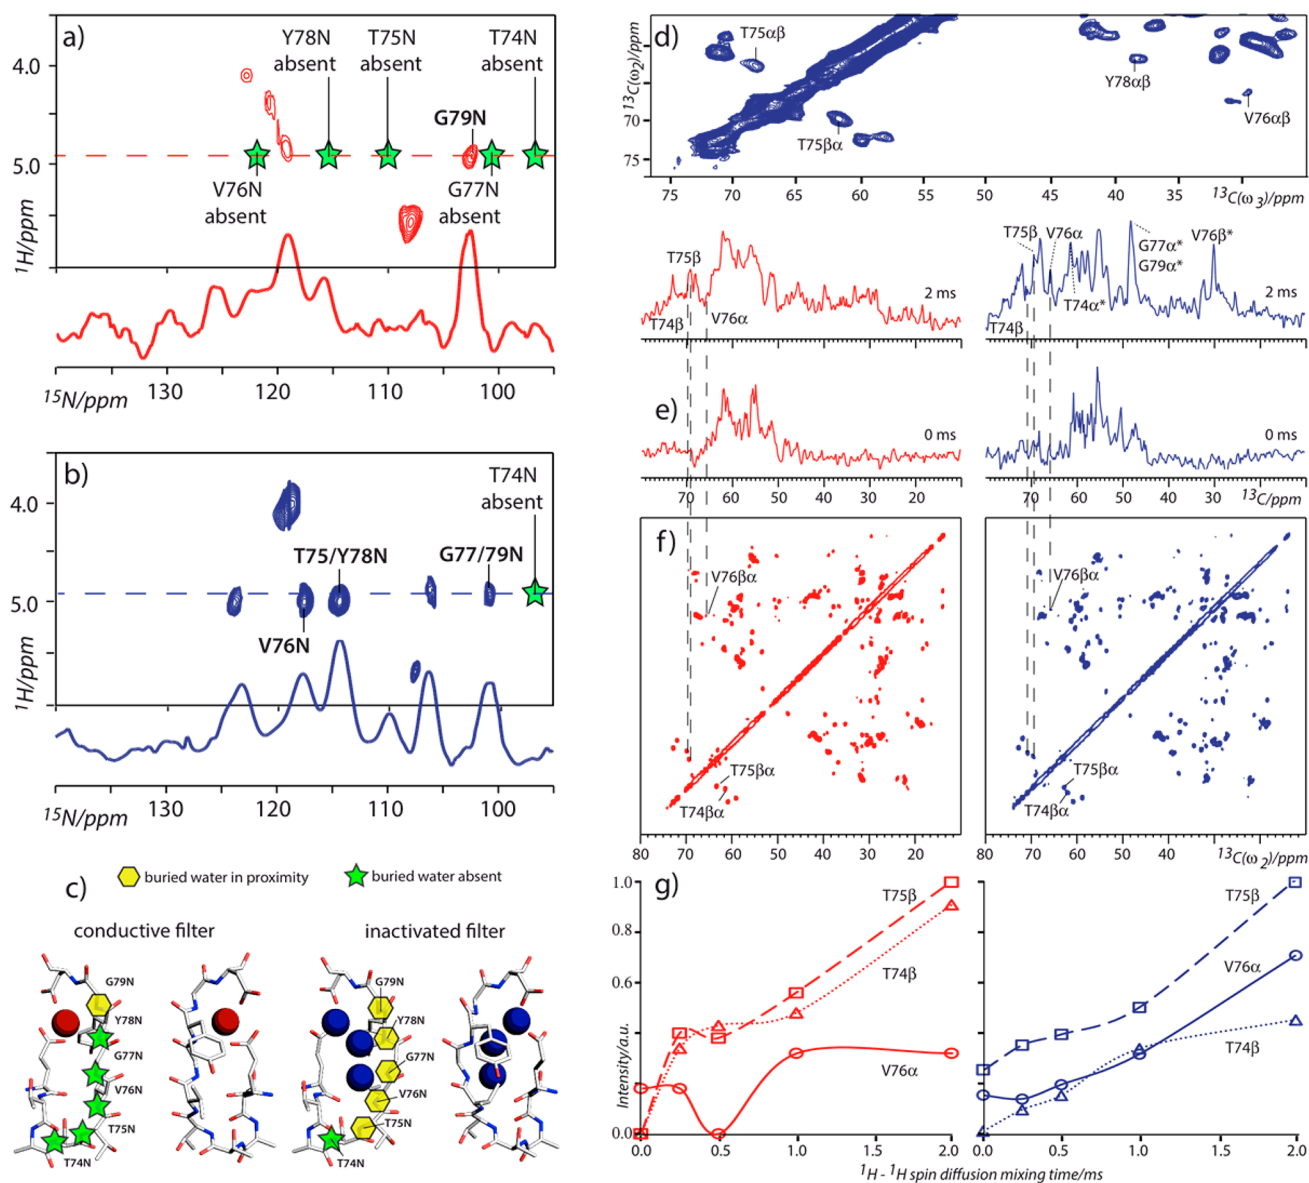 a)
Y78N
absent
T75N
absent
T74N
absent
4.0
G79N
5.0
V76N
absent
G77N
absent
1H/ppm
15N/ppm
130
120
110
100
b)
T74N
absent
4.0
T75/Y78N
G77/79N
5.0
V76N
1H/ppm
15N/ppm
130
120
110
100
c)
buried water in proximity
buried water absent
conductive filter
inactivated filter
G79N
Y78N
G77N
V76N
T75N
T74N
G79N
Y78N
G77N
V76N
T75N
T74N
d)
13C(ω2)/ppm
T75αβ
Y78αβ
V76αβ
70
T75βα
75
75
70
65
60
55
50
45
40
35
30
13C(ω3)/ppm
T75β
2 ms
T74β
V76α
80
60
40
20
T75β
V76α
G77α*
G79α*
V76β*
2 ms
T74α*
T74β
80
60
40
20
e)
0 ms
70
60
50
40
30
20
0 ms
70
60
50
40
30
13C/ppm
f)
V76βα
T75βα
T74βα
80
70
60
50
40
30
20
V76βα
T75βα
T74βα
80
70
60
50
40
13C(ω2)/ppm
g)
1.0
0.8
0.6
0.4
0.2
0.0
Intensity/a.u.
T75β
T74β
V76α
0.0
0.5
1.0
1.5
2.0
T75β
V76α
T74β
0.0
0.5
1.0
1.5
2.0
1H - 1H spin diffusion mixing time/ms